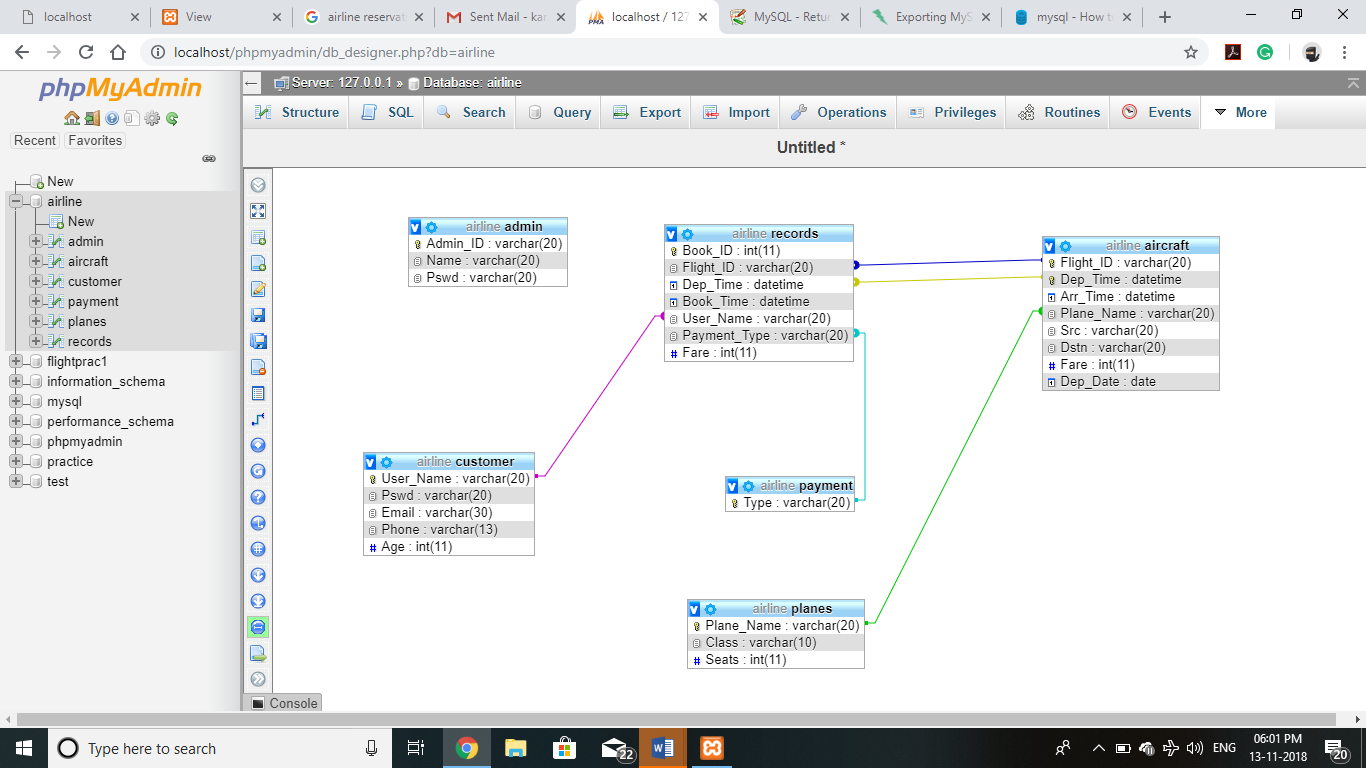 localhost
View
airline reservat
Sent Mail - kar
localhost / 127
MySQL - Retur
Exporting MyS
mysql - How t
localhost/phpmyadmin/db_designer.php?db=airline
phpMyAdmin
Recent
Favorites
New
airline
New
admin
aircraft
customer
payment
planes
records
flightprac1
information_schema
mysql
performance_schema
phpmyadmin
practice
test
Server: 127.0.0.1 » Database: airline
Structure SQL Search Query Export Import Operations Privileges Routines Events More
Untitled *
airline admin
Admin_ID : varchar(20)
Name : varchar(20)
Pswd : varchar(20)
airline records
Book_ID : int(11)
Flight_ID : varchar(20)
Dep_Time : datetime
Book_Time : datetime
User_Name : varchar(20)
Payment_Type : varchar(20)
# Fare : int(11)
airline aircraft
Flight_ID : varchar(20)
Dep_Time : datetime
Arr_Time : datetime
Plane_Name : varchar(20)
Src : varchar(20)
Dstn : varchar(20)
# Fare : int(11)
Dep_Date : date
airline customer
User_Name : varchar(20)
Pswd : varchar(20)
Email : varchar(30)
Phone : varchar(13)
# Age : int(11)
airline payment
Type : varchar(20)
airline planes
Plane_Name : varchar(20)
Class : varchar(10)
# Seats : int(11)
Console
Type here to search
22
ENG
06:01 PM
13-11-2018
20